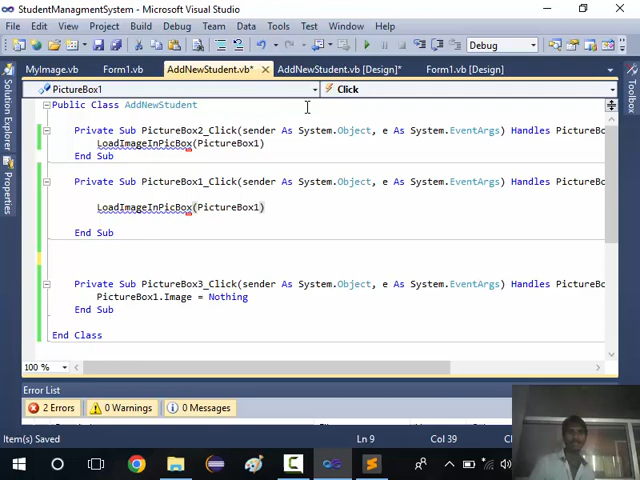 StudentManagmentSystem - Microsoft Visual Studio
File Edit View Project Build Debug Team Data Tools Test Window Help
Debug
MyImage.vb Form1.vb AddNewStudent.vb* AddNewStudent.vb [Design]* Form1.vb [Design]
PictureBox1 Click
Solution Explorer
Properties
Toolbox
Public Class AddNewStudent
Private Sub PictureBox2_Click(sender As System.Object, e As System.EventArgs) Handles PictureBo
LoadImageInPicBox(PictureBox1)
End Sub
Private Sub PictureBox1_Click(sender As System.Object, e As System.EventArgs) Handles PictureBo
LoadImageInPicBox(PictureBox1)
End Sub
Private Sub PictureBox3_Click(sender As System.Object, e As System.EventArgs) Handles PictureBo
PictureBox1.Image = Nothing
End Sub
End Class
100 %
Error List
2 Errors 0 Warnings 0 Messages
Item(s) Saved Ln 9 Col 39